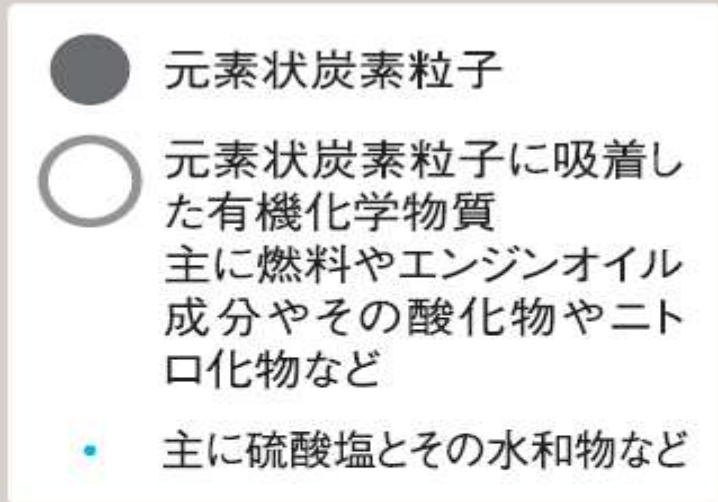 元素状炭素粒子
元素状炭素粒子に吸着し
た有機化学物質
主に燃料やエンジンオイル
成分やその酸化物やニト
ロ化物など
主に硫酸塩とその水和物など